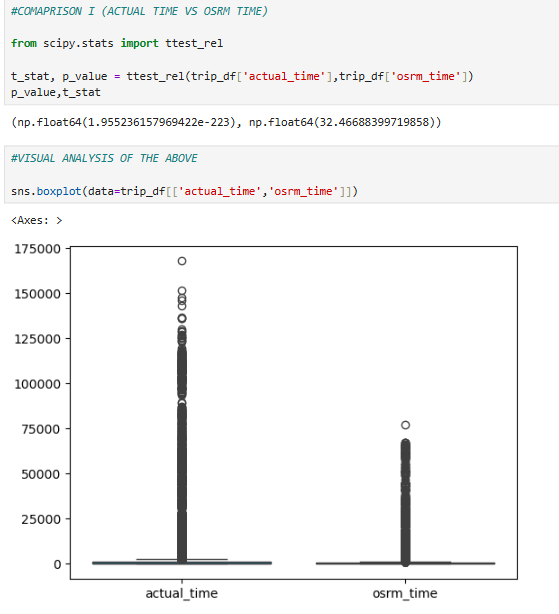 #COMAPRISON I (ACTUAL TIME VS OSRM TIME)
from scipy.stats import ttest_rel
t_stat, p_value = ttest_rel(trip_df['actual_time'],trip_df['osrm_time'])
p_value,t_stat
(np.float64(1.955236157969422e-223), np.float64(32.46688399719858))
#VISUAL ANALYSIS OF THE ABOVE
sns.boxplot(data=trip_df[['actual_time','osrm_time']])
<Axes: >
175000
150000
125000
100000
75000
50000
25000
0
actual_time osrm_time